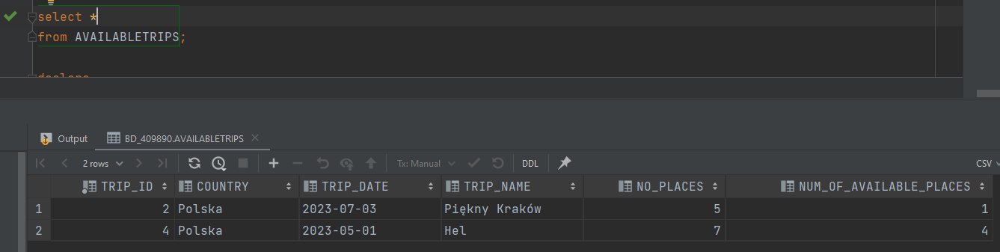 select *
from AVAILABLETRIPS;
declare
Output
BD_409890.AVAILABLETRIPS
2 rows
Tx: Manual
DDL
CSV
TRIP_ID COUNTRY TRIP_DATE TRIP_NAME NO_PLACES NUM_OF_AVAILABLE_PLACES
1 2 Polska 2023-07-03 Piękny Kraków 5 1
2 4 Polska 2023-05-01 Hel 7 4